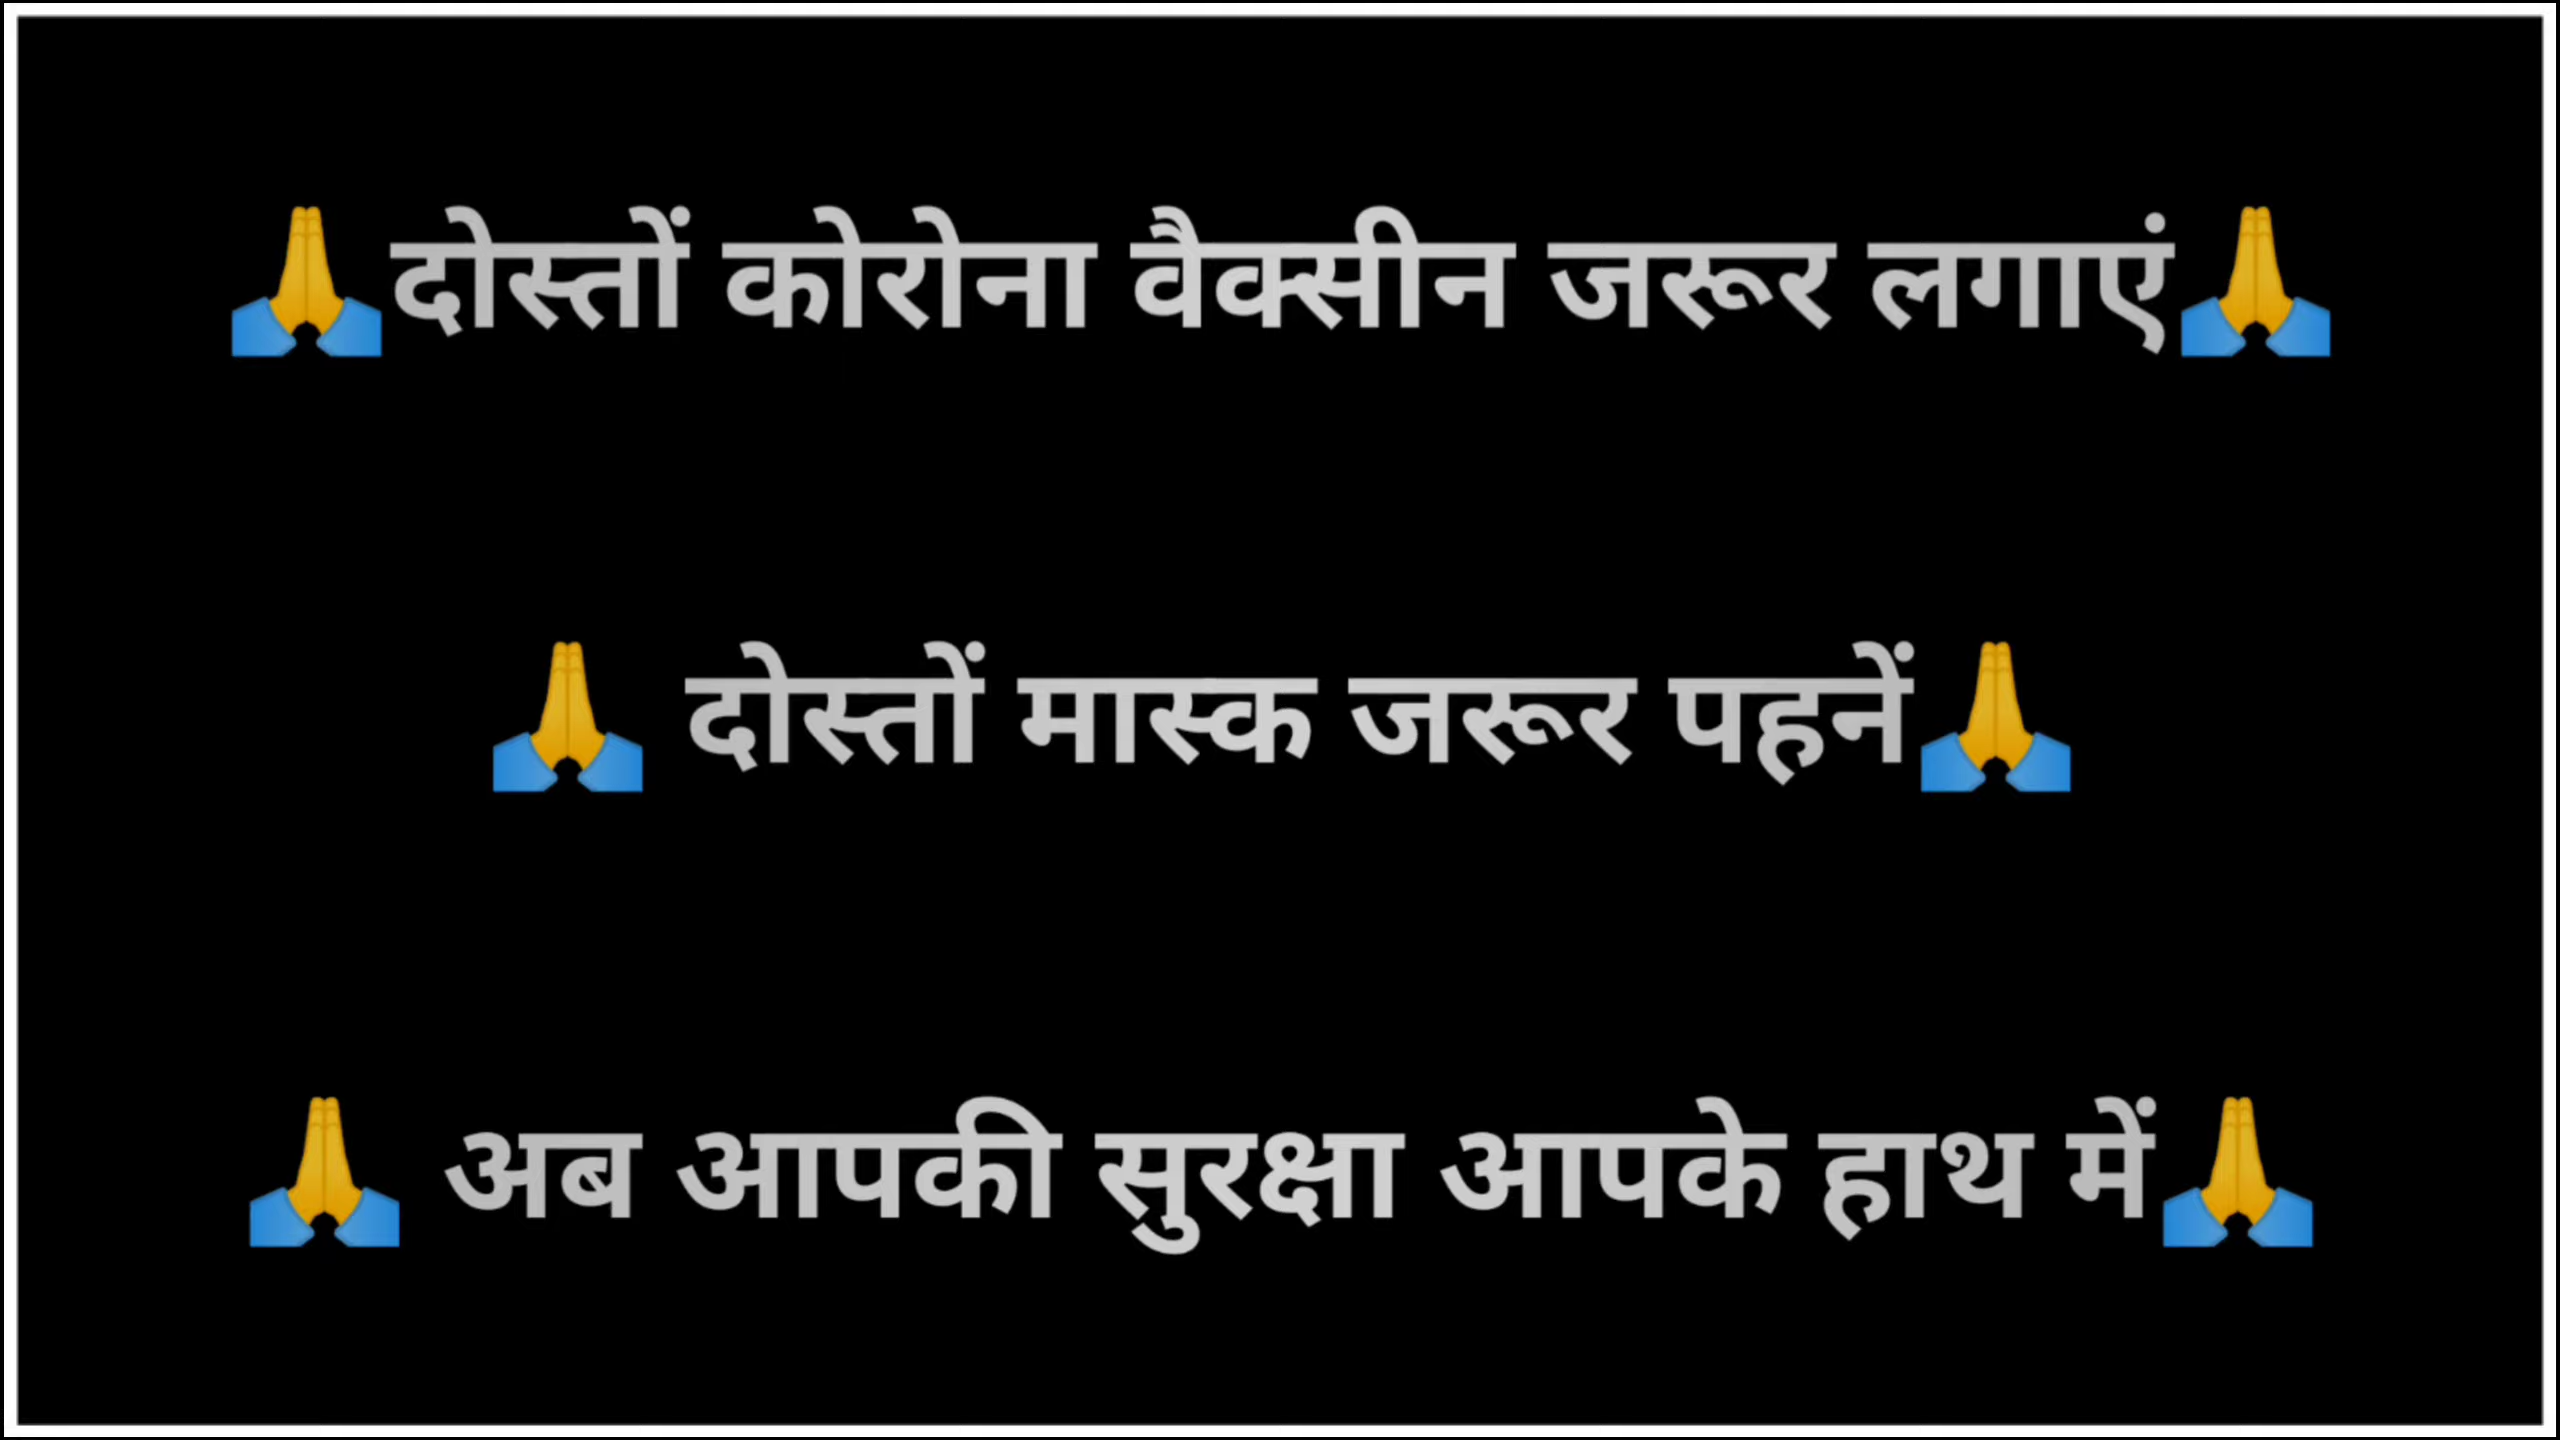 🙏दोस्तों कोरोना वैक्सीन जरूर लगाएं🙏
🙏 दोस्तों मास्क जरूर पहनें🙏
🙏 अब आपकी सुरक्षा आपके हाथ में🙏